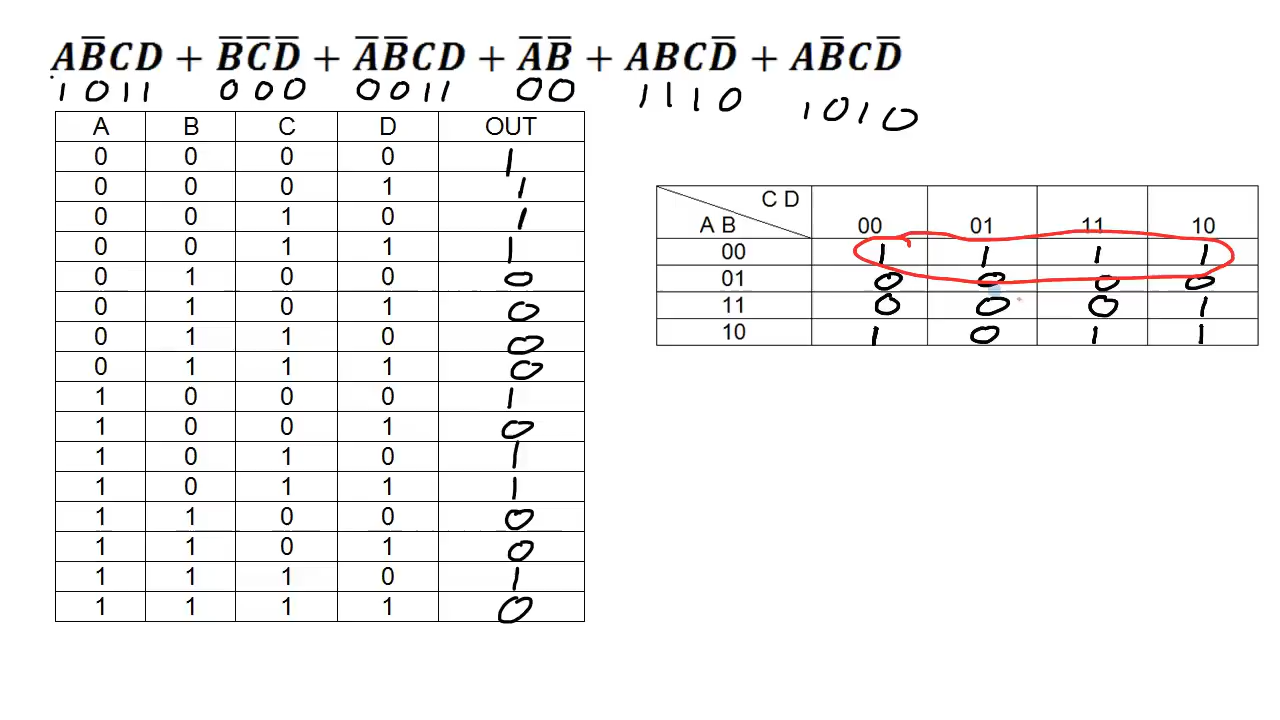 AB̅CD + B̅C̅D̅ + A̅B̅CD + A̅B̅ + ABCD̅ + AB̅CD̅
1011 000 0011 00 1110 1010
A B C D OUT
0 0 0 0 1
0 0 0 1 1
0 0 1 0 1
0 0 1 1 1
0 1 0 0 0
0 1 0 1 0
0 1 1 0 0
0 1 1 1 0
1 0 0 0 1
1 0 0 1 0
1 0 1 0 1
1 0 1 1 1
1 1 0 0 0
1 1 0 1 0
1 1 1 0 1
1 1 1 1 0
C D
A B 00 01 11 10
00 1 1 1 1
01 0 0 0 0
11 0 0 0 1
10 1 0 1 1